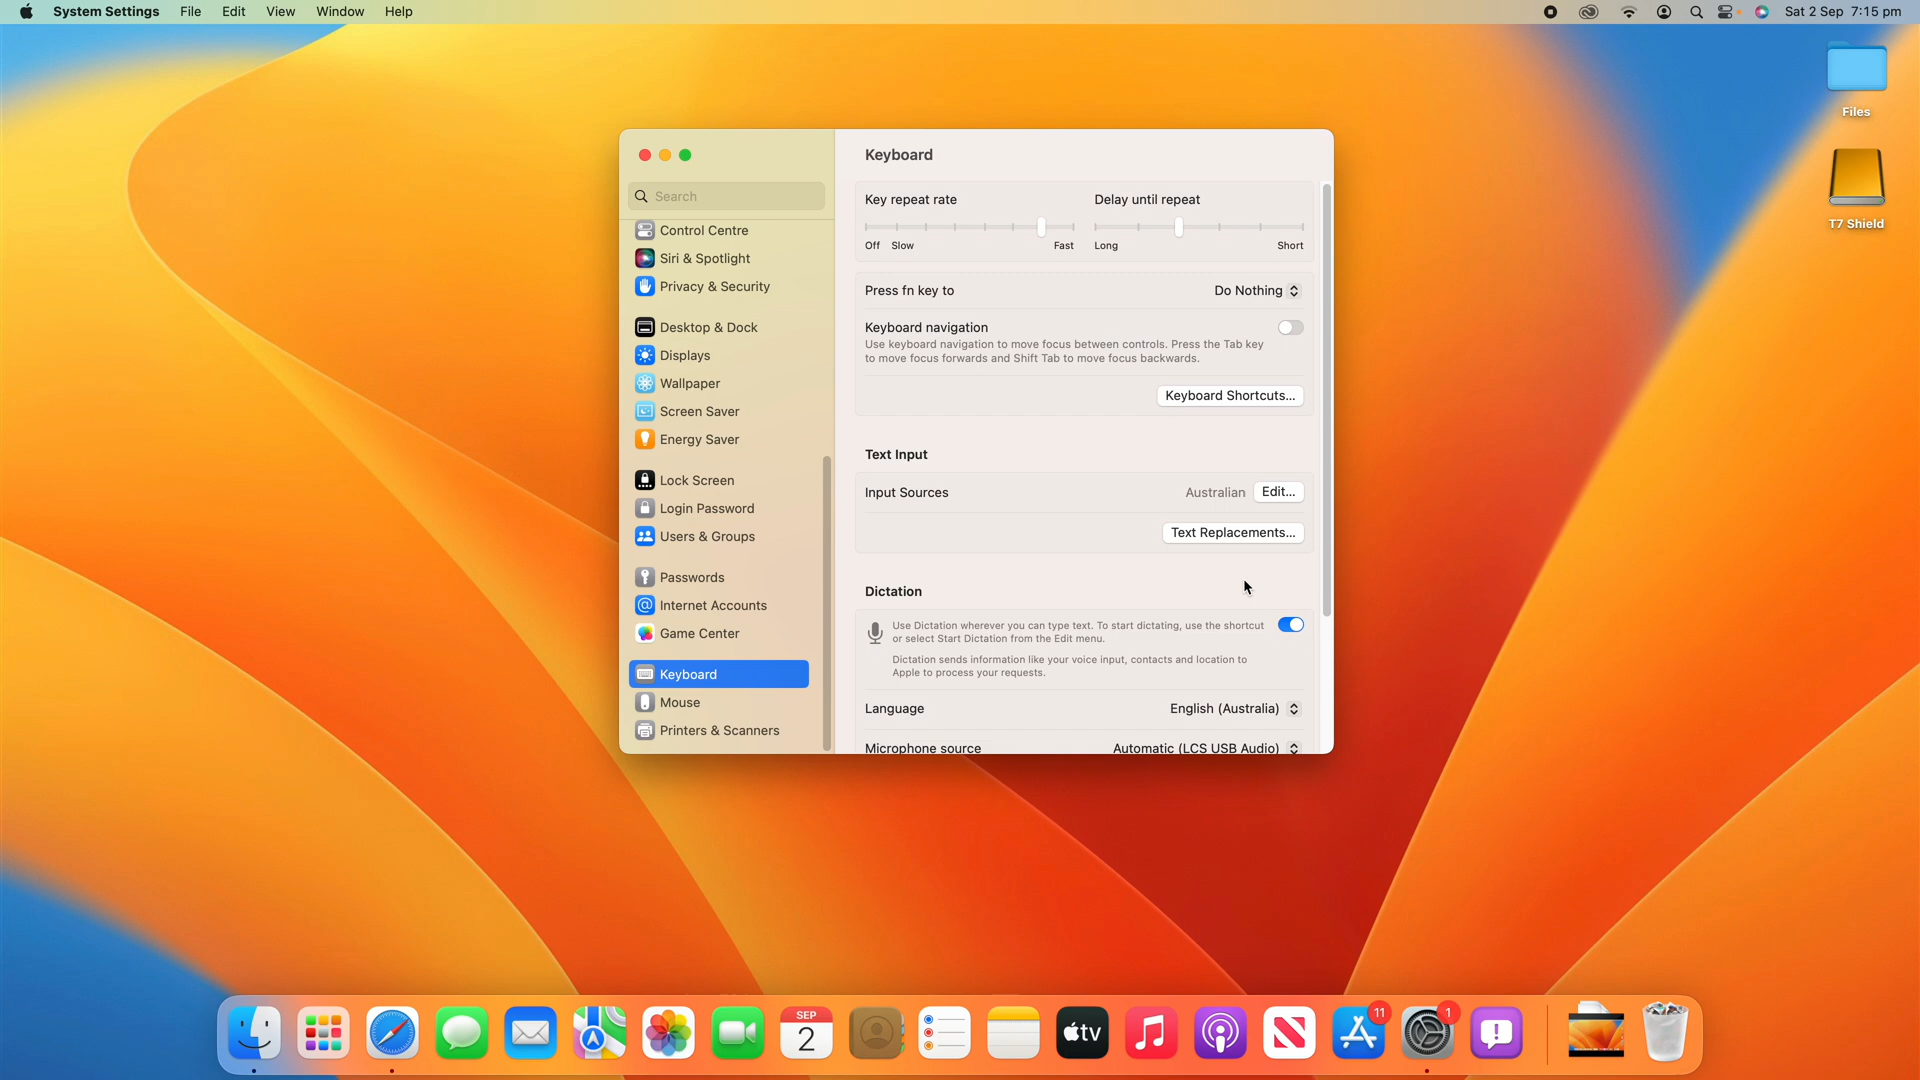 System Settings File Edit View Window Help Sat 2 Sep 7:15 pm
Files
T7 Shield
Search
Control Centre
Siri & Spotlight
Privacy & Security
Desktop & Dock
Displays
Wallpaper
Screen Saver
Energy Saver
Lock Screen
Login Password
Users & Groups
Passwords
Internet Accounts
Game Center
Keyboard
Mouse
Printers & Scanners
Keyboard
Key repeat rate Delay until repeat
Off Slow Fast Long Short
Press fn key to Do Nothing
Keyboard navigation
Use keyboard navigation to move focus between controls. Press the Tab key
to move focus forwards and Shift Tab to move focus backwards.
Keyboard Shortcuts...
Text Input
Input Sources Australian Edit...
Text Replacements...
Dictation
Use Dictation wherever you can type text. To start dictating, use the shortcut
or select Start Dictation from the Edit menu.
Dictation sends information like your voice input, contacts and location to
Apple to process your requests.
Language English (Australia)
Microphone source Automatic (LCS USB Audio)
SEP
2
tv
11
1